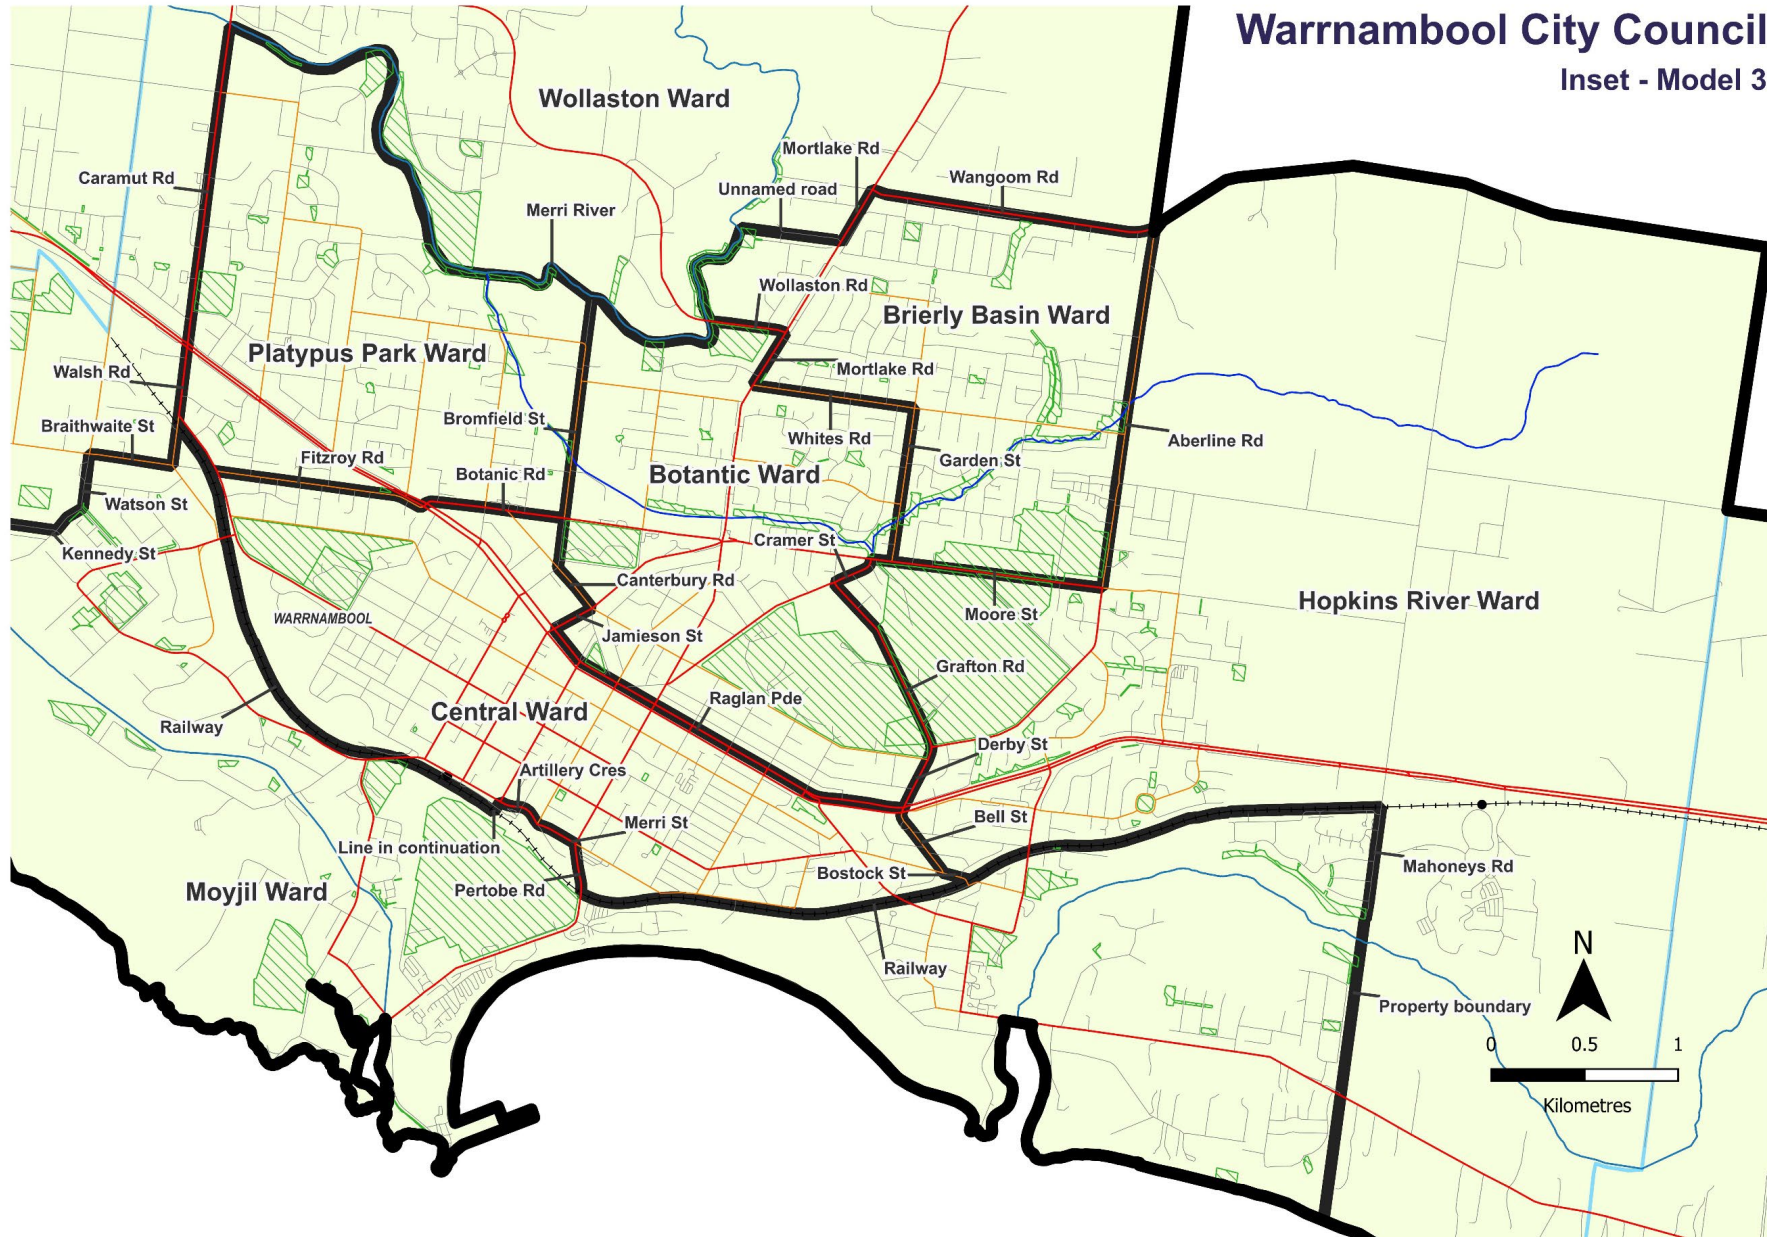 Warrnambool City Council
Inset - Model 3
Wollaston Ward
Mortlake Rd
Wangoom Rd
Caramut Rd
Unnamed road
Merri River
Wollaston Rd
Brierly Basin Ward
Platypus Park Ward
Walsh Rd
Mortlake Rd
Braithwaite St
Bromfield St
Whites Rd
Aberline Rd
Fitzroy Rd
Botanic Rd
Botantic Ward
Garden St
Watson St
Kennedy St
Cramer St
Canterbury Rd
Hopkins River Ward
WARRNAMBOOL
Moore St
Jamieson St
Grafton Rd
Raglan Pde
Central Ward
Railway
Derby St
Artillery Cres
Merri St
Bell St
Line in continuation
Mahoneys Rd
Bostock St
Moyjil Ward
Pertobe Rd
Railway
N
Property boundary
0 0.5 1
Kilometres